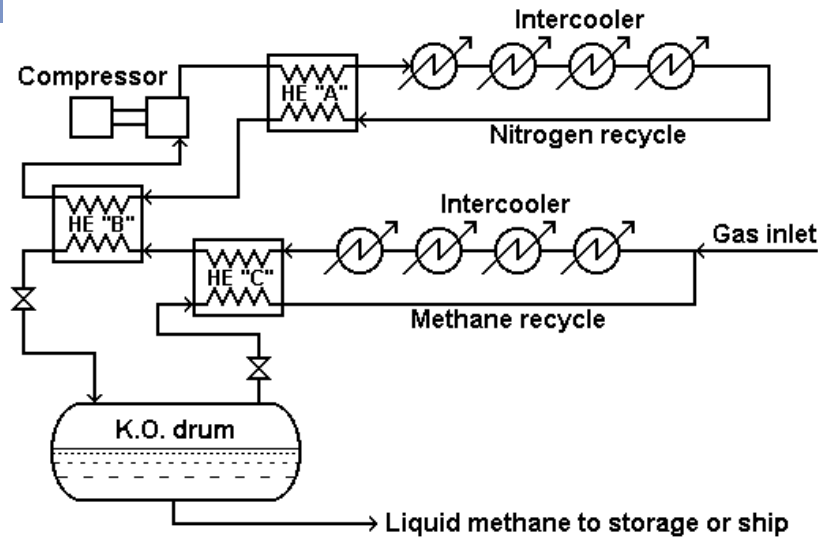 Intercooler
Compressor
HE "A"
Nitrogen recycle
HE "B"
Intercooler
Gas inlet
HE "C"
Methane recycle
K.O. drum
Liquid methane to storage or ship